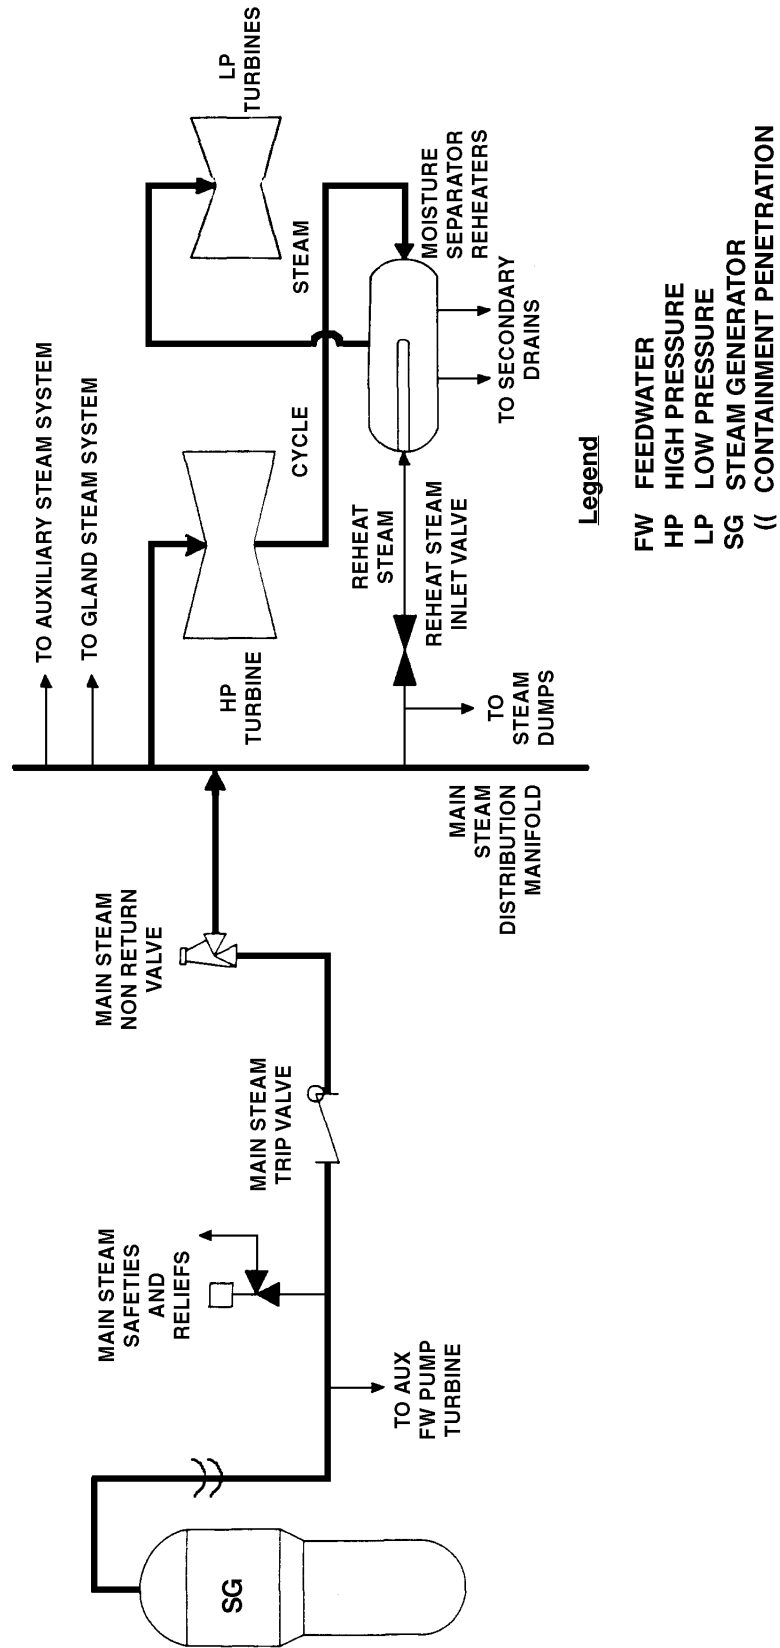 LP
TURBINES
STEAM
MOISTURE
SEPARATOR
REHEATERS
TO AUXILIARY STEAM SYSTEM
TO GLAND STEAM SYSTEM
HP
TURBINE
CYCLE
REHEAT
STEAM
REHEAT STEAM
INLET VALVE
TO SECONDARY
DRAINS
TO
STEAM
DUMPS
MAIN
STEAM
DISTRIBUTION
MANIFOLD
MAIN STEAM
NON RETURN
VALVE
MAIN STEAM
TRIP VALVE
MAIN STEAM
SAFETIES
AND
RELIEFS
TO AUX
FW PUMP
TURBINE
SG
Legend
FW FEEDWATER
HP HIGH PRESSURE
LP LOW PRESSURE
SG STEAM GENERATOR
(( CONTAINMENT PENETRATION